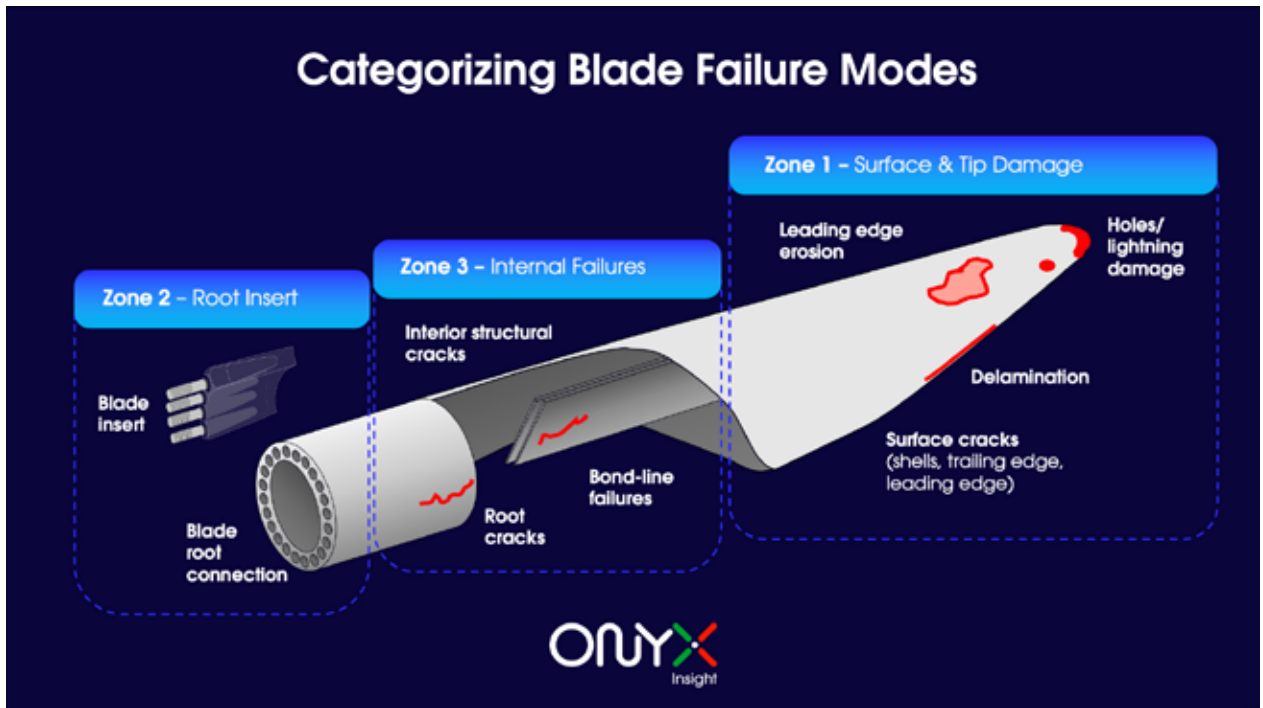 Categorizing Blade Failure Modes
Zone 1 – Surface & Tip Damage
Leading edge
erosion
Holes/
lightning
damage
Delamination
Surface cracks
(shells, trailing edge,
leading edge)
Zone 3 – Internal Failures
Interior structural
cracks
Bond-line
failures
Root
cracks
Zone 2 – Root Insert
Blade
insert
Blade
root
connection
ONYX
Insight